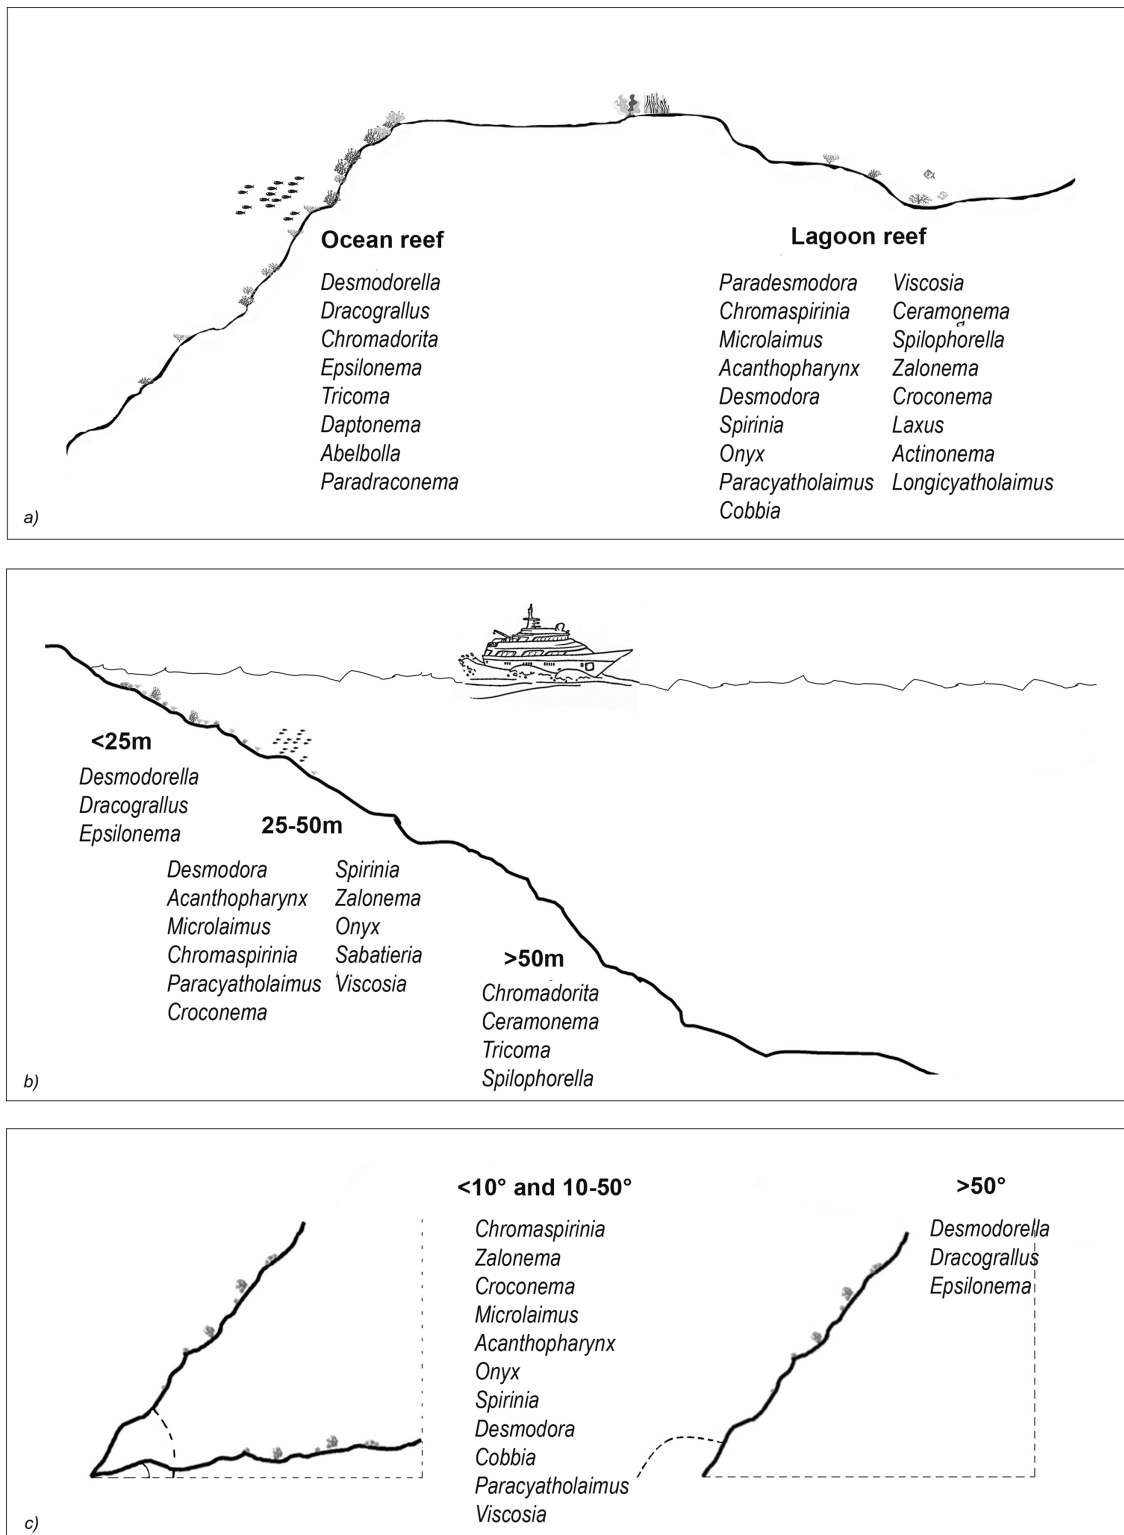 Ocean reef
Desmodorella
Dracograllus
Chromadorita
Epsilonema
Tricoma
Daptonema
Abelbolla
Paradraconema
Lagoon reef
Paradesmodora
Chromaspirinia
Microlaimus
Acanthopharynx
Desmodora
Spirinia
Onyx
Paracyatholaimus
Cobbia
Viscosia
Ceramonema
Spilophorella
Zalonema
Croconema
Laxus
Actinonema
Longicyatholaimus
a)
<25m
Desmodorella
Dracograllus
Epsilonema
25-50m
Desmodora
Acanthopharynx
Microlaimus
Chromaspirinia
Paracyatholaimus
Croconema
Spirinia
Zalonema
Onyx
Sabatieria
Viscosia
>50m
Chromadorita
Ceramonema
Tricoma
Spilophorella
b)
<10° and 10-50°
Chromaspirinia
Zalonema
Croconema
Microlaimus
Acanthopharynx
Onyx
Spirinia
Desmodora
Cobbia
Paracyatholaimus
Viscosia
>50°
Desmodorella
Dracograllus
Epsilonema
c)